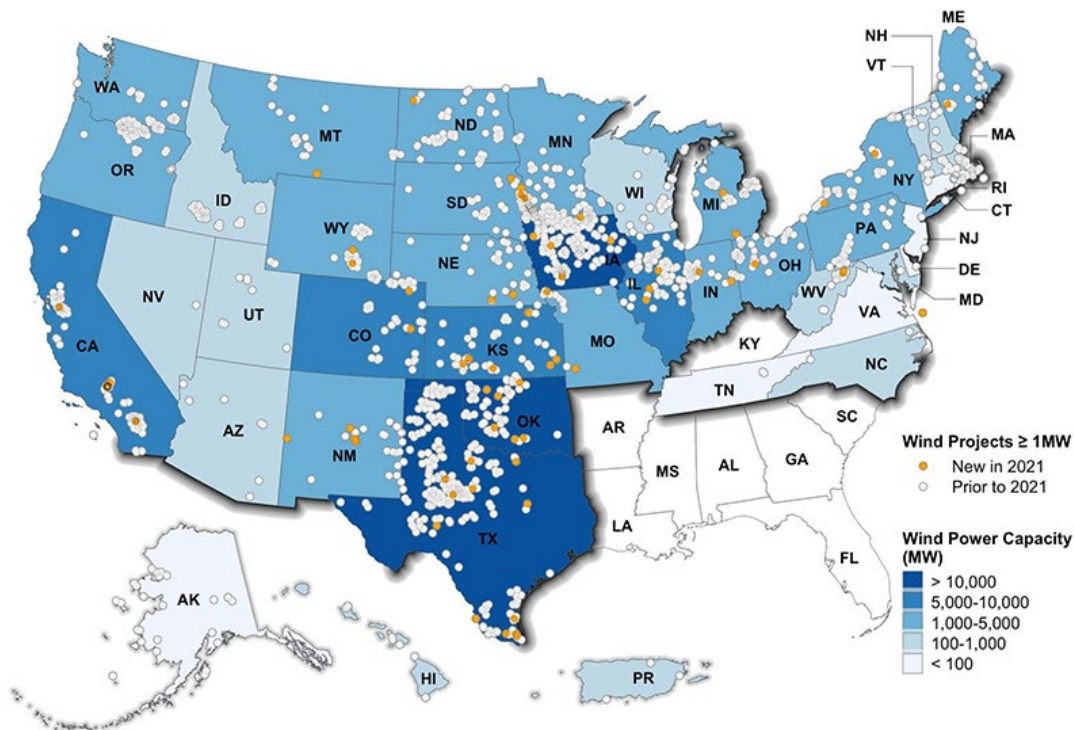 ME
NH
VT
WA
MT
ND
MN
MA
OR
ID
SD
WI
MI
NY
RI
CT
WY
IA
PA
NJ
NE
IL
IN
OH
DE
MD
NV
UT
CO
KS
MO
WV
VA
CA
KY
NC
TN
AZ
NM
OK
AR
SC
MS
AL
GA
LA
TX
FL
AK
HI
PR
Wind Projects ≥ 1MW
New in 2021
Prior to 2021
Wind Power Capacity
(MW)
> 10,000
5,000-10,000
1,000-5,000
100-1,000
< 100